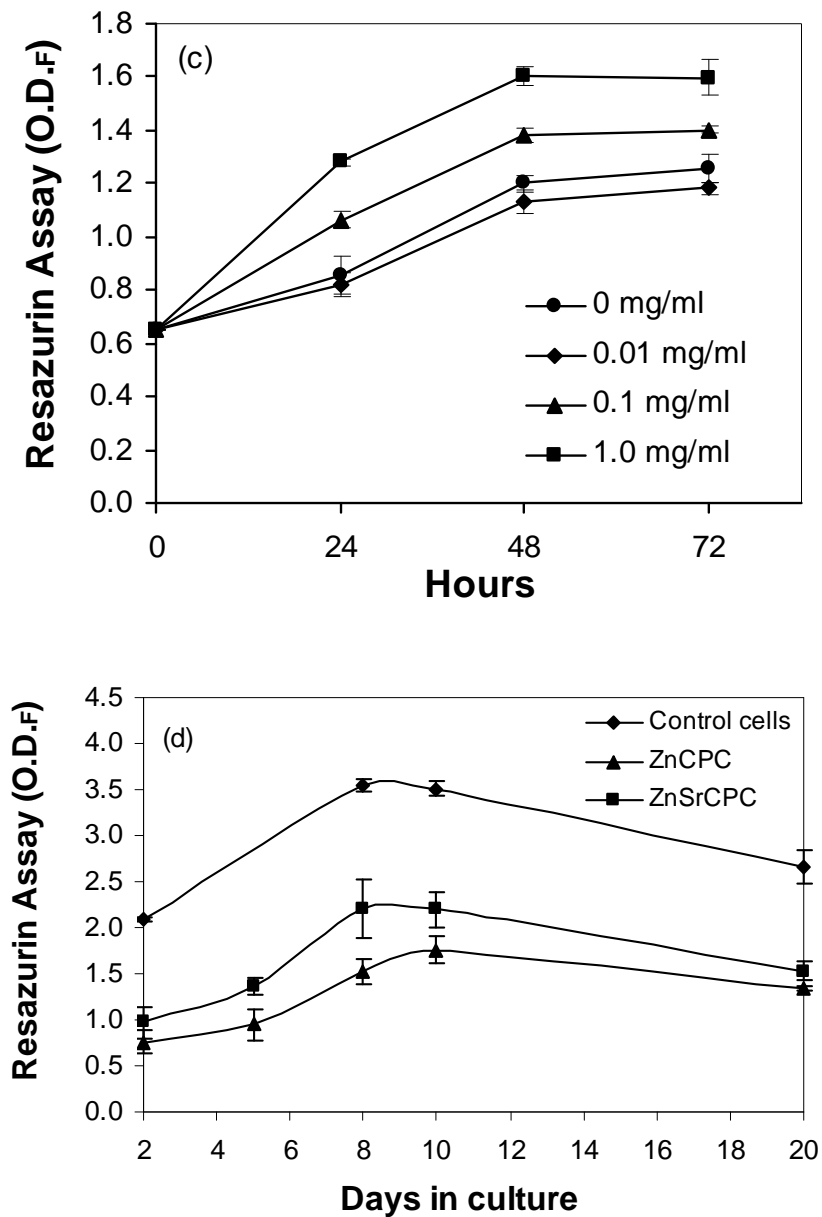 (c)
Resazurin Assay (O.D.F)
1.8
1.6
1.4
1.2
1.0
0.8
0.6
0.4
0.2
0.0
0 mg/ml
0.01 mg/ml
0.1 mg/ml
1.0 mg/ml
0 24 48 72
Hours
(d)
Resazurin Assay (O.D.F)
4.5
4.0
3.5
3.0
2.5
2.0
1.5
1.0
0.5
0.0
Control cells
ZnCPC
ZnSrCPC
2 4 6 8 10 12 14 16 18 20
Days in culture